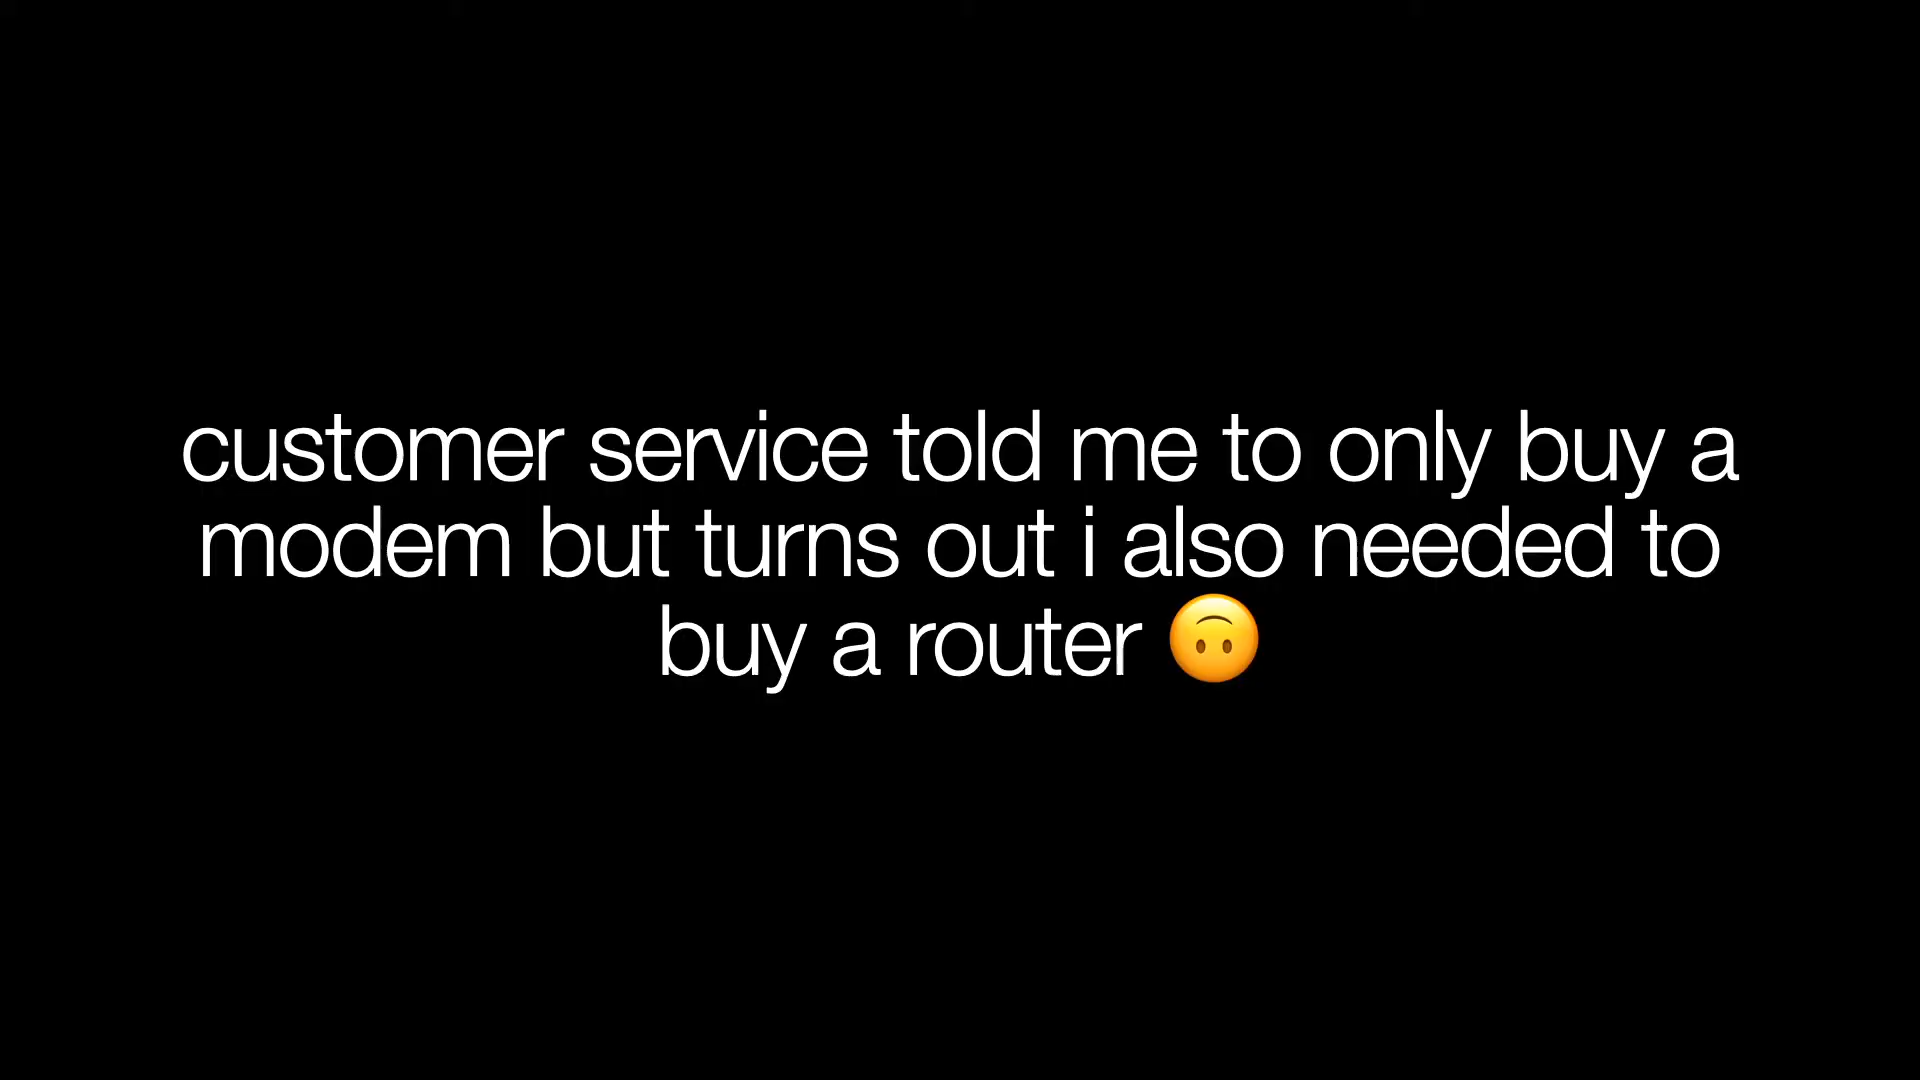 customer service told me to only buy a
modem but turns out i also needed to
buy a router 🙃